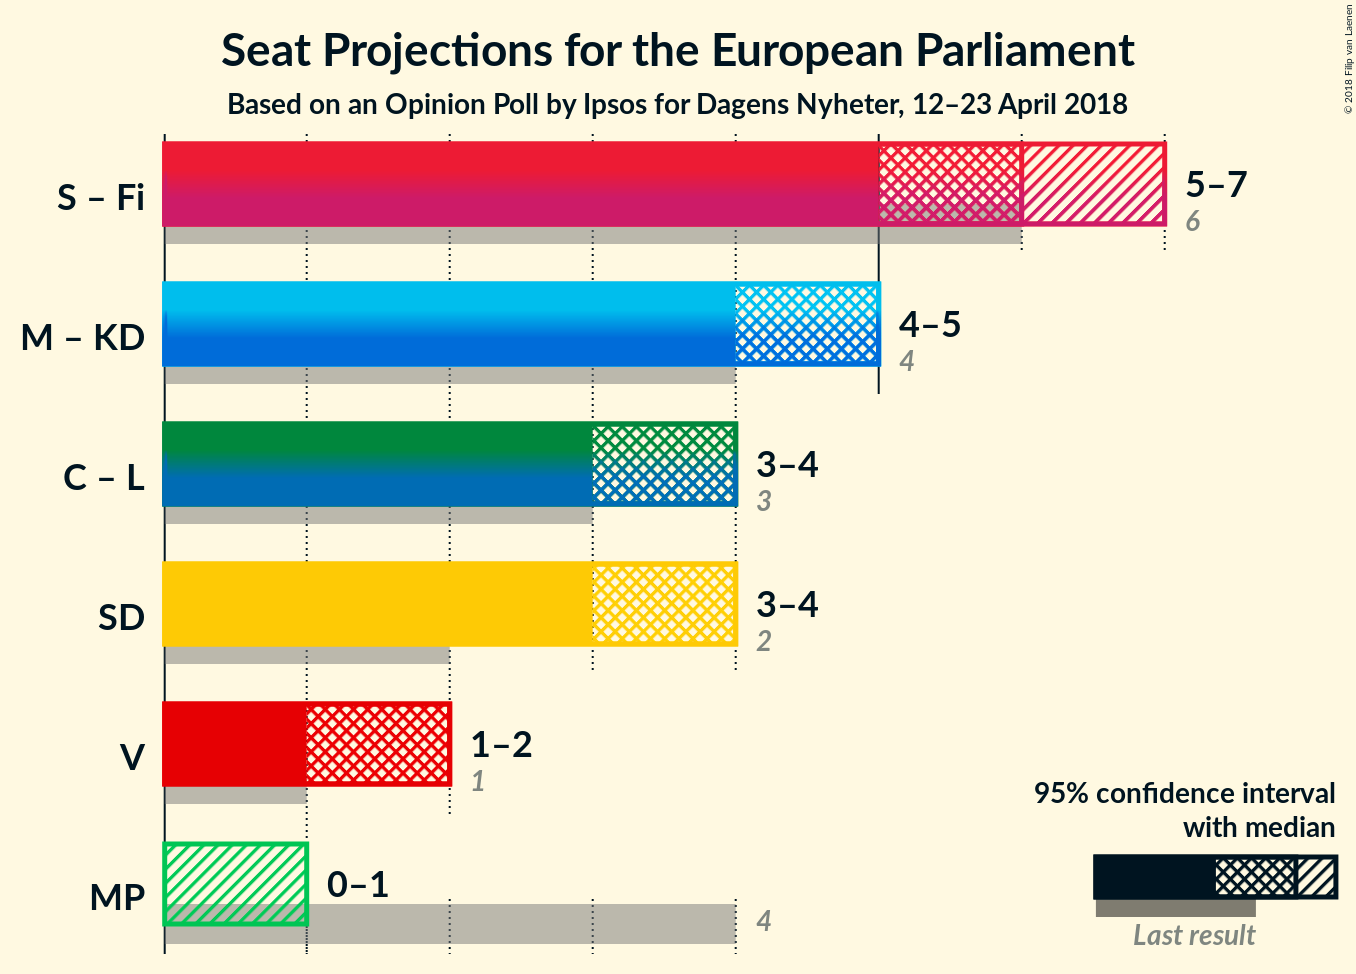 Seat Projections for the European Parliament
Based on an Opinion Poll by Ipsos for Dagens Nyheter, 12–23 April 2018
© 2018 Filip van Laenen
S – Fi
5–7
6
M – KD
4–5
4
C – L
3–4
3
SD
3–4
2
V
1–2
1
MP
0–1
4
95% confidence interval
with median
Last result